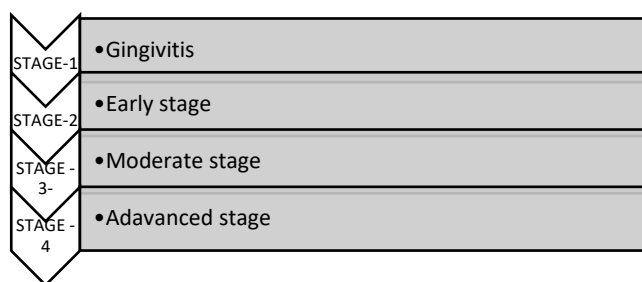 STAGE-1
•Gingivitis
STAGE-2
•Early stage
STAGE -
3-
•Moderate stage
STAGE -
4
•Adavanced stage